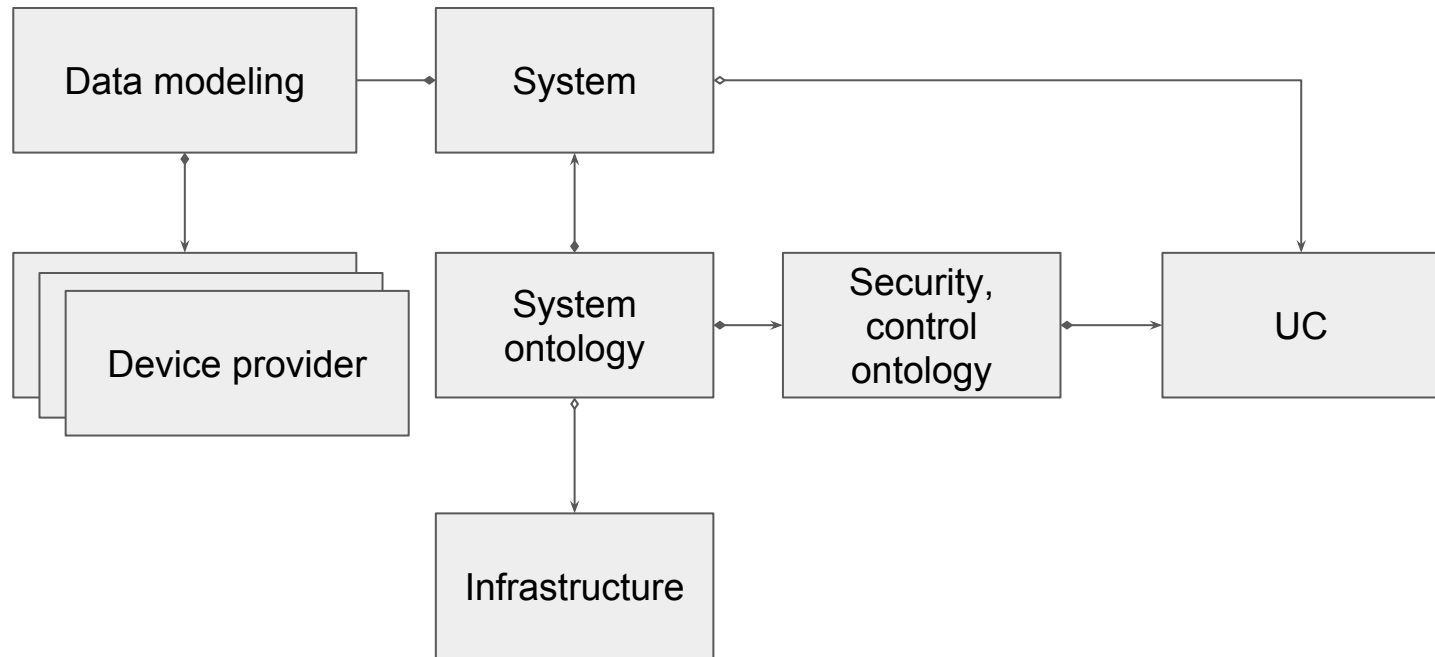 Data modeling
System
Device provider
System
ontology
Security,
control
ontology
UC
Infrastructure